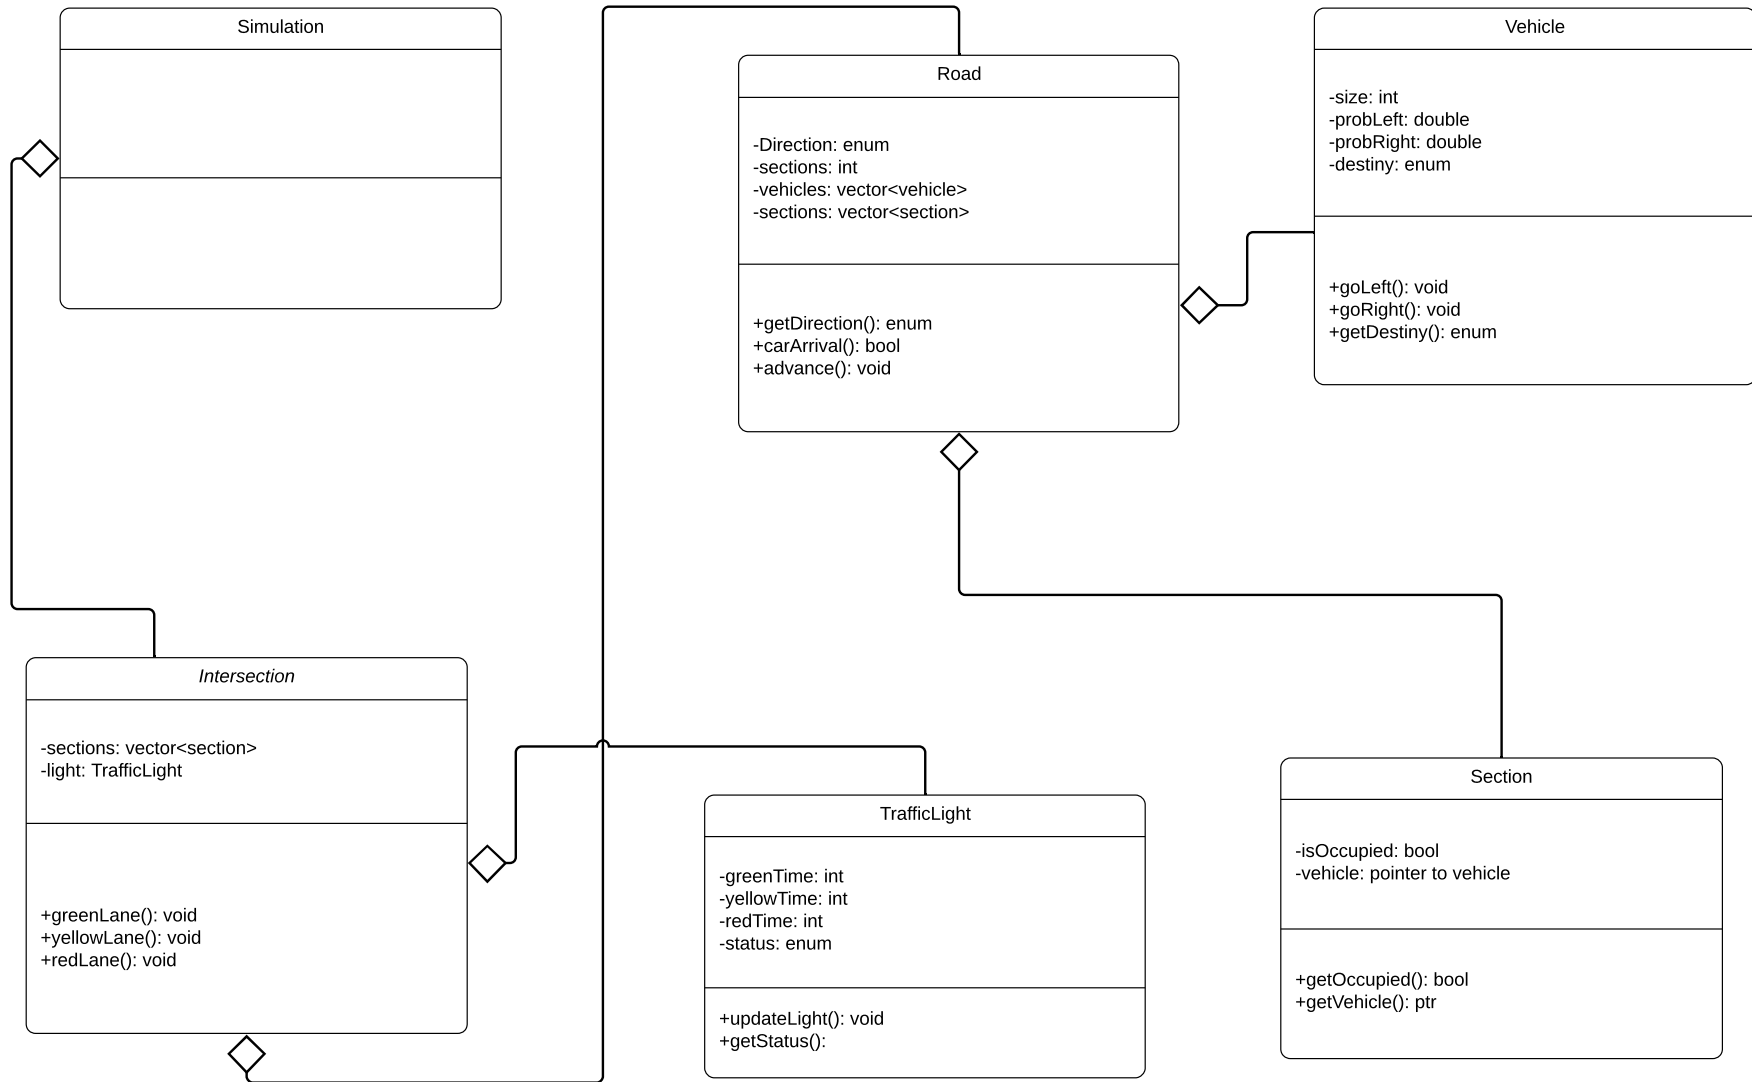 Simulation
Road
-Direction: enum
-sections: int
-vehicles: vector<vehicle>
-sections: vector<section>
+getDirection(): enum
+carArrival(): bool
+advance(): void
Vehicle
-size: int
-probLeft: double
-probRight: double
-destiny: enum
+goLeft(): void
+goRight(): void
+getDestiny(): enum
Intersection
-sections: vector<section>
-light: TrafficLight
+greenLane(): void
+yellowLane(): void
+redLane(): void
TrafficLight
-greenTime: int
-yellowTime: int
-redTime: int
-status: enum
+updateLight(): void
+getStatus():
Section
-isOccupied: bool
-vehicle: pointer to vehicle
+getOccupied(): bool
+getVehicle(): ptr